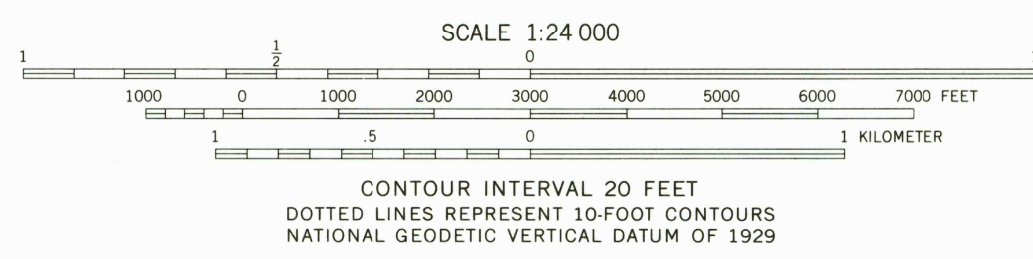 SCALE 1:24 000
1 1/2 0
1000 0 1000 2000 3000 4000 5000 6000 7000 FEET
1 .5 0 1 KILOMETER
CONTOUR INTERVAL 20 FEET
DOTTED LINES REPRESENT 10-FOOT CONTOURS
NATIONAL GEODETIC VERTICAL DATUM OF 1929